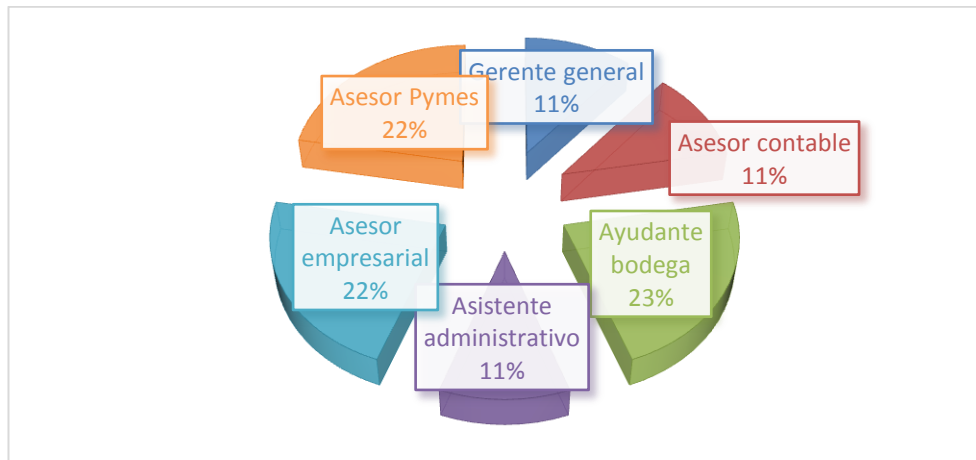 Gerente general
11%
Asesor contable
11%
Ayudante
bodega
23%
Asistente
administrativo
11%
Asesor
empresarial
22%
Asesor Pymes
22%